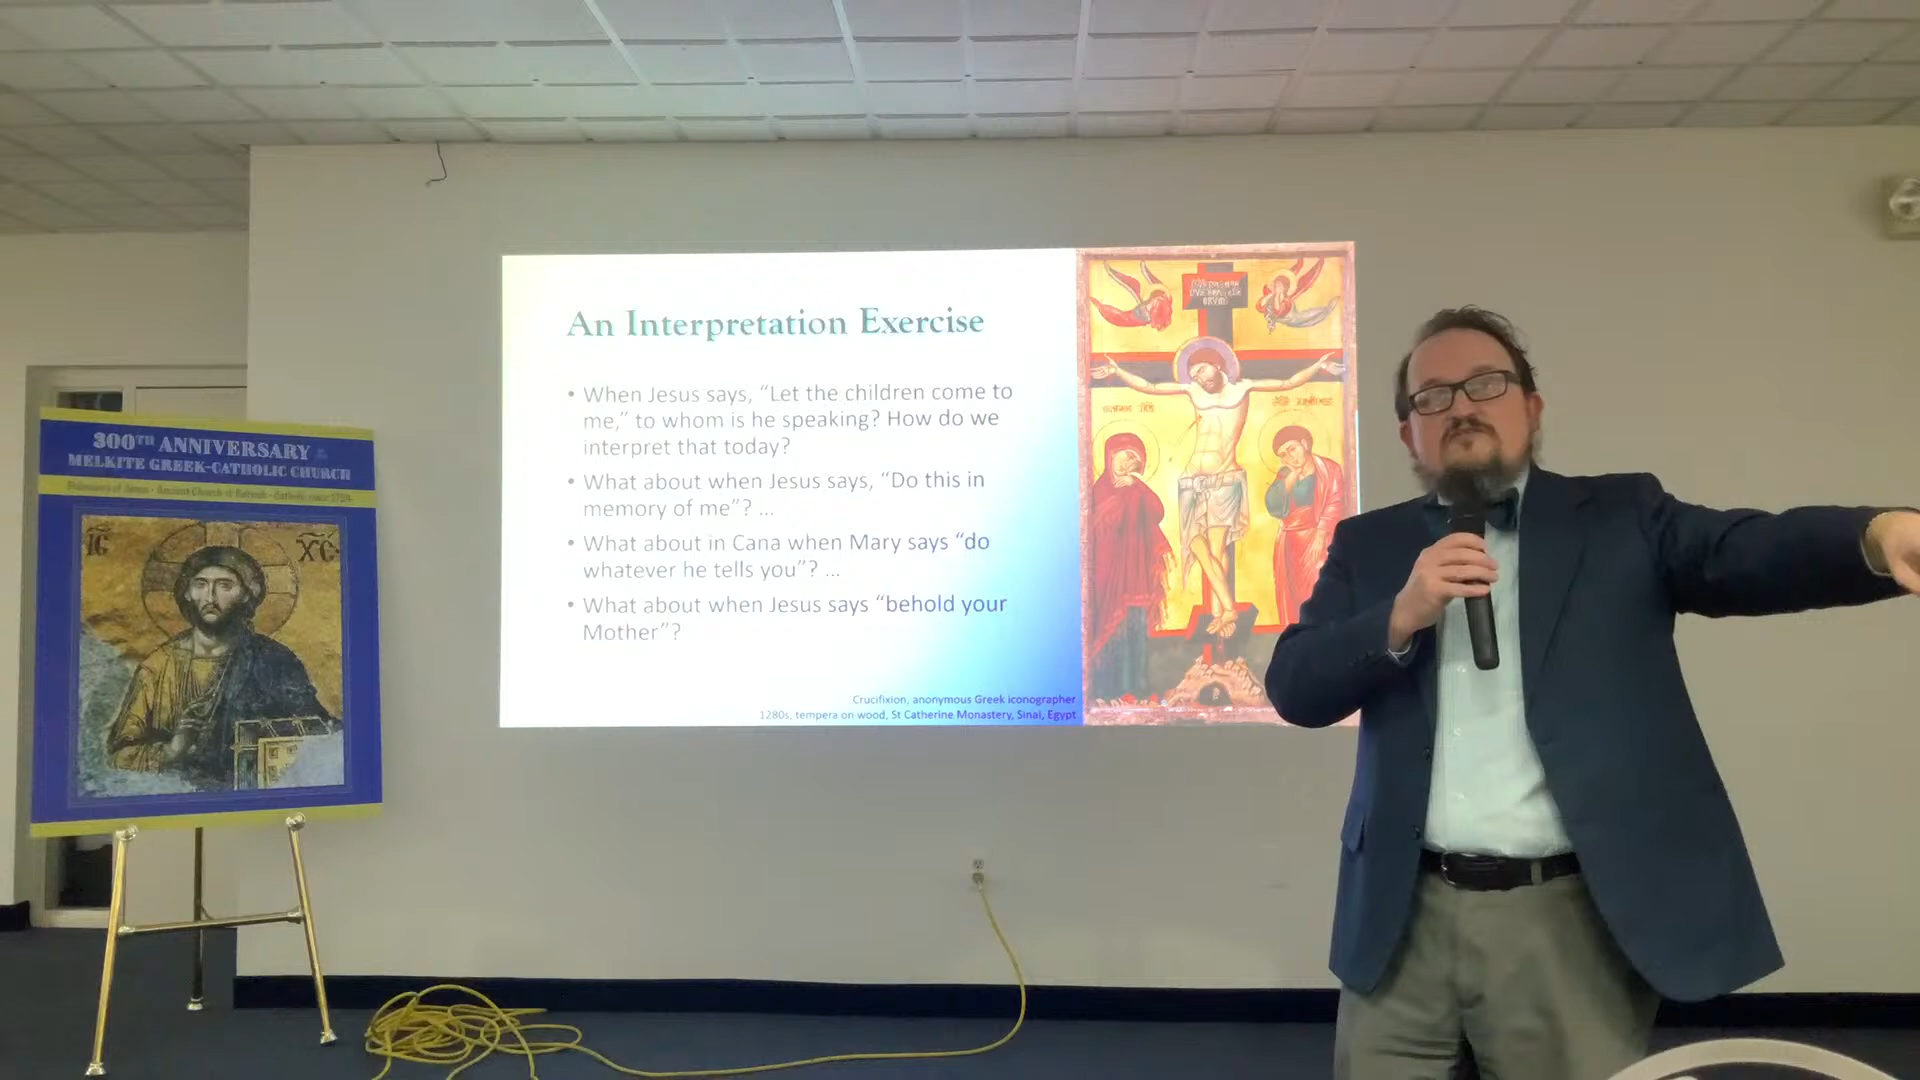 300TH ANNIVERSARY
MELKITE GREEK-CATHOLIC CHURCH
IC XC
An Interpretation Exercise
• When Jesus says, “Let the children come to
me,” to whom is he speaking? How do we
interpret that today?
• What about when Jesus says, “Do this in
memory of me”? ...
• What about in Cana when Mary says “do
whatever he tells you”? ...
• What about when Jesus says “behold your
Mother”?
Crucifixion, anonymous Greek iconographer
1280s, tempera on wood, St Catherine Monastery, Sinai, Egypt